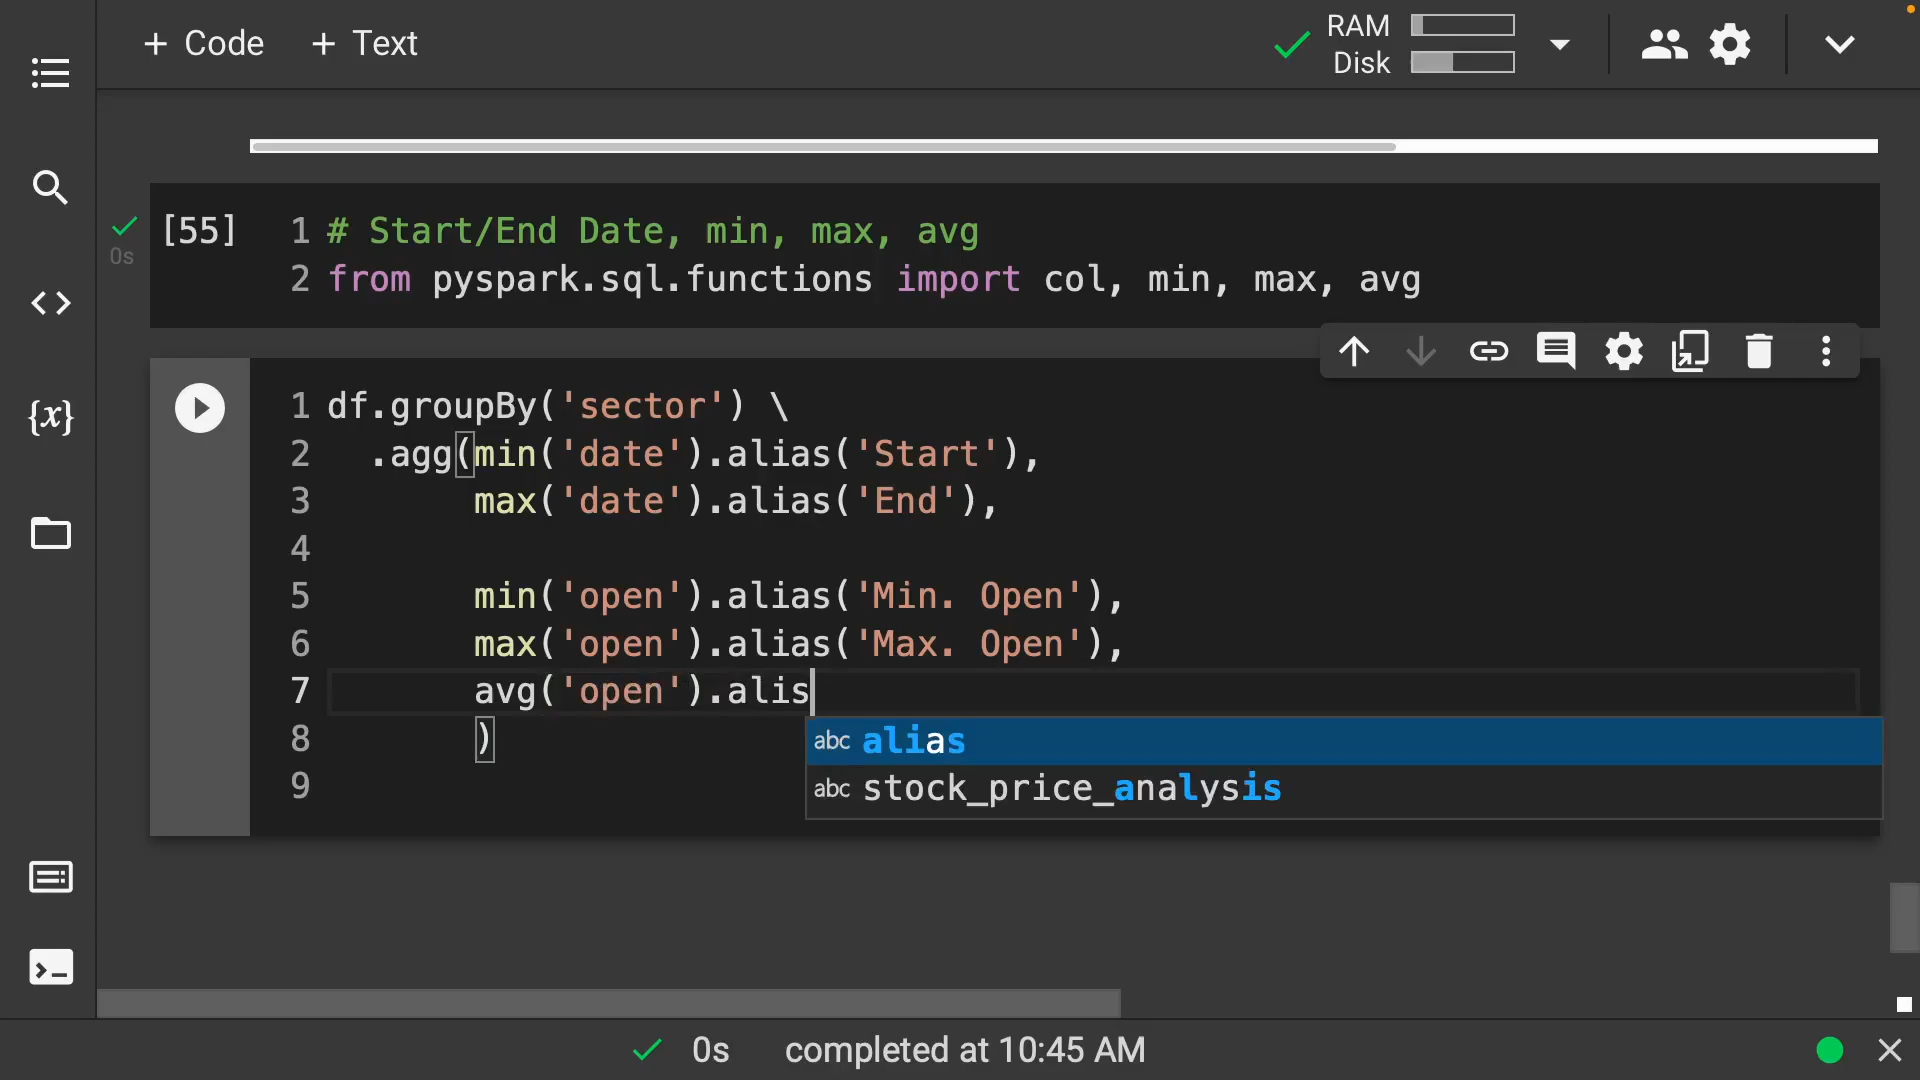 + Code + Text
RAM
Disk
[55] 1 # Start/End Date, min, max, avg
0s
2 from pyspark.sql.functions import col, min, max, avg
{x}
1 df.groupBy('sector') \
2 .agg(min('date').alias('Start'),
3 max('date').alias('End'),
4
5 min('open').alias('Min. Open'),
6 max('open').alias('Max. Open'),
7 avg('open').alis
8 )
abc alias
9
abc stock_price_analysis
0s completed at 10:45 AM